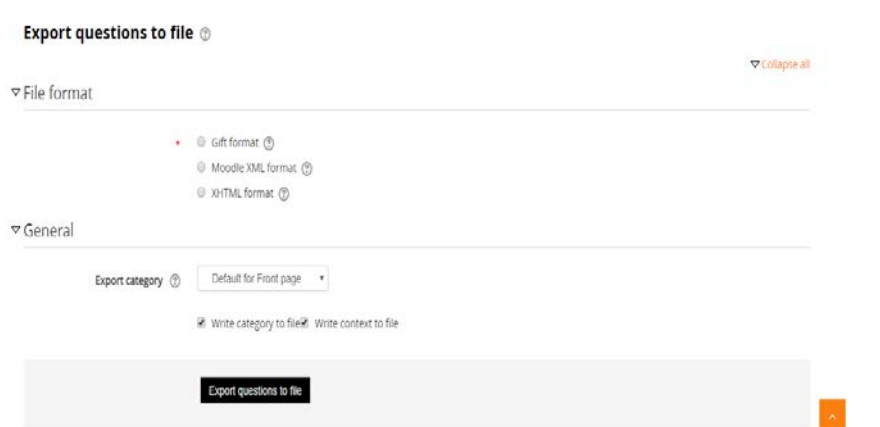 Export questions to file
Collapse all
File format
Gift format
Moodle XML format
XHTML format
General
Export category Default for Front page
Write category to file Write context to file
Export questions to file